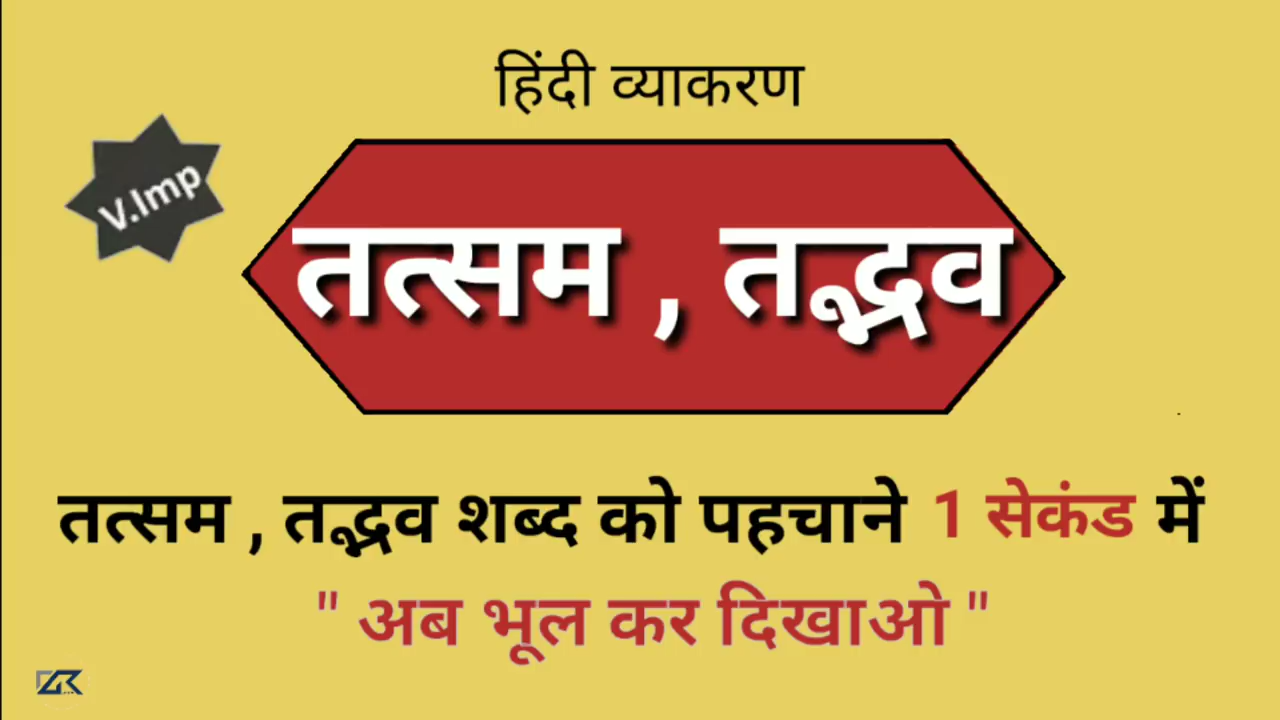 हिंदी व्याकरण
V.Imp
तत्सम , तद्भव
तत्सम , तद्भव शब्द को पहचाने 1 सेकंड में
" अब भूल कर दिखाओ "